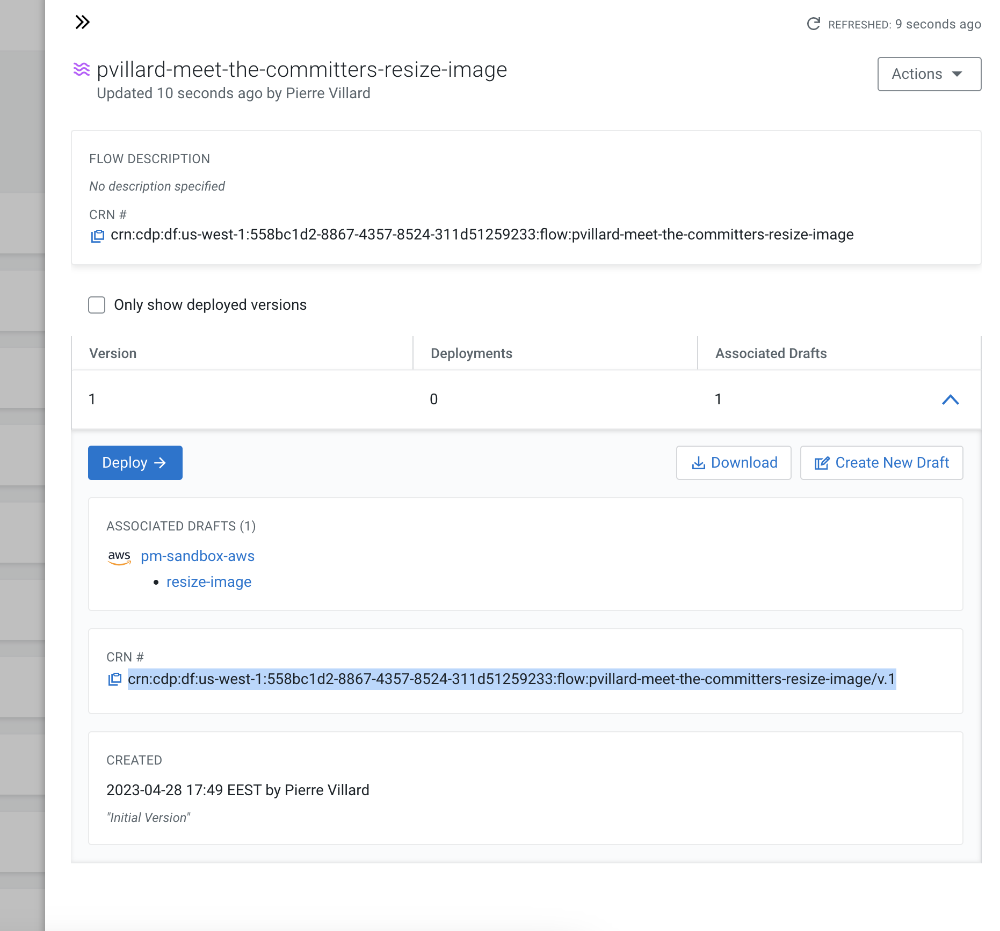 REFRESHED: 9 seconds ago
pvillard-meet-the-committers-resize-image
Actions
Updated 10 seconds ago by Pierre Villard
FLOW DESCRIPTION
No description specified
CRN #
crn:cdp:df:us-west-1:558bc1d2-8867-4357-8524-311d51259233:flow:pvillard-meet-the-committers-resize-image
Only show deployed versions
Version Deployments Associated Drafts
1 0 1
Deploy Download Create New Draft
ASSOCIATED DRAFTS (1)
aws pm-sandbox-aws
• resize-image
CRN #
crn:cdp:df:us-west-1:558bc1d2-8867-4357-8524-311d51259233:flow:pvillard-meet-the-committers-resize-image/v.1
CREATED
2023-04-28 17:49 EEST by Pierre Villard
"Initial Version"